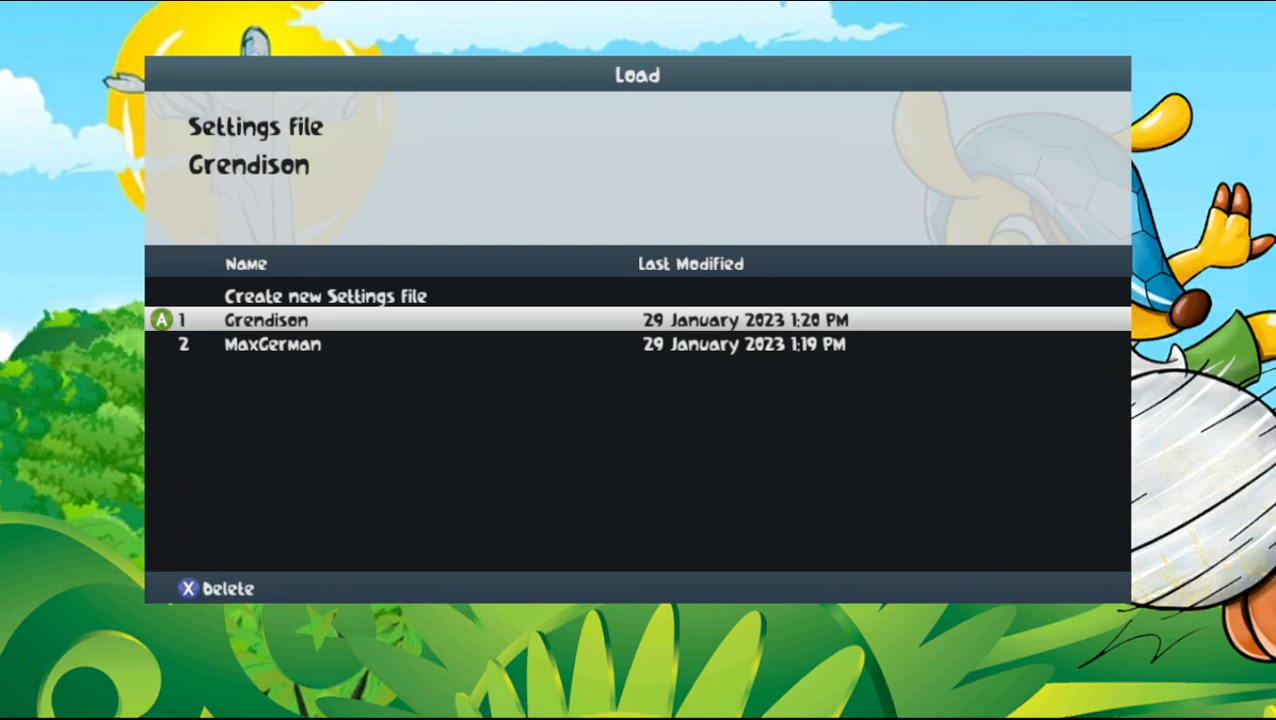 Load
Settings file
Grendison
Name Last Modified
Create new Settings file
A 1 Grendison 29 January 2023 1:20 PM
2 MaxGerman 29 January 2023 1:19 PM
X Delete